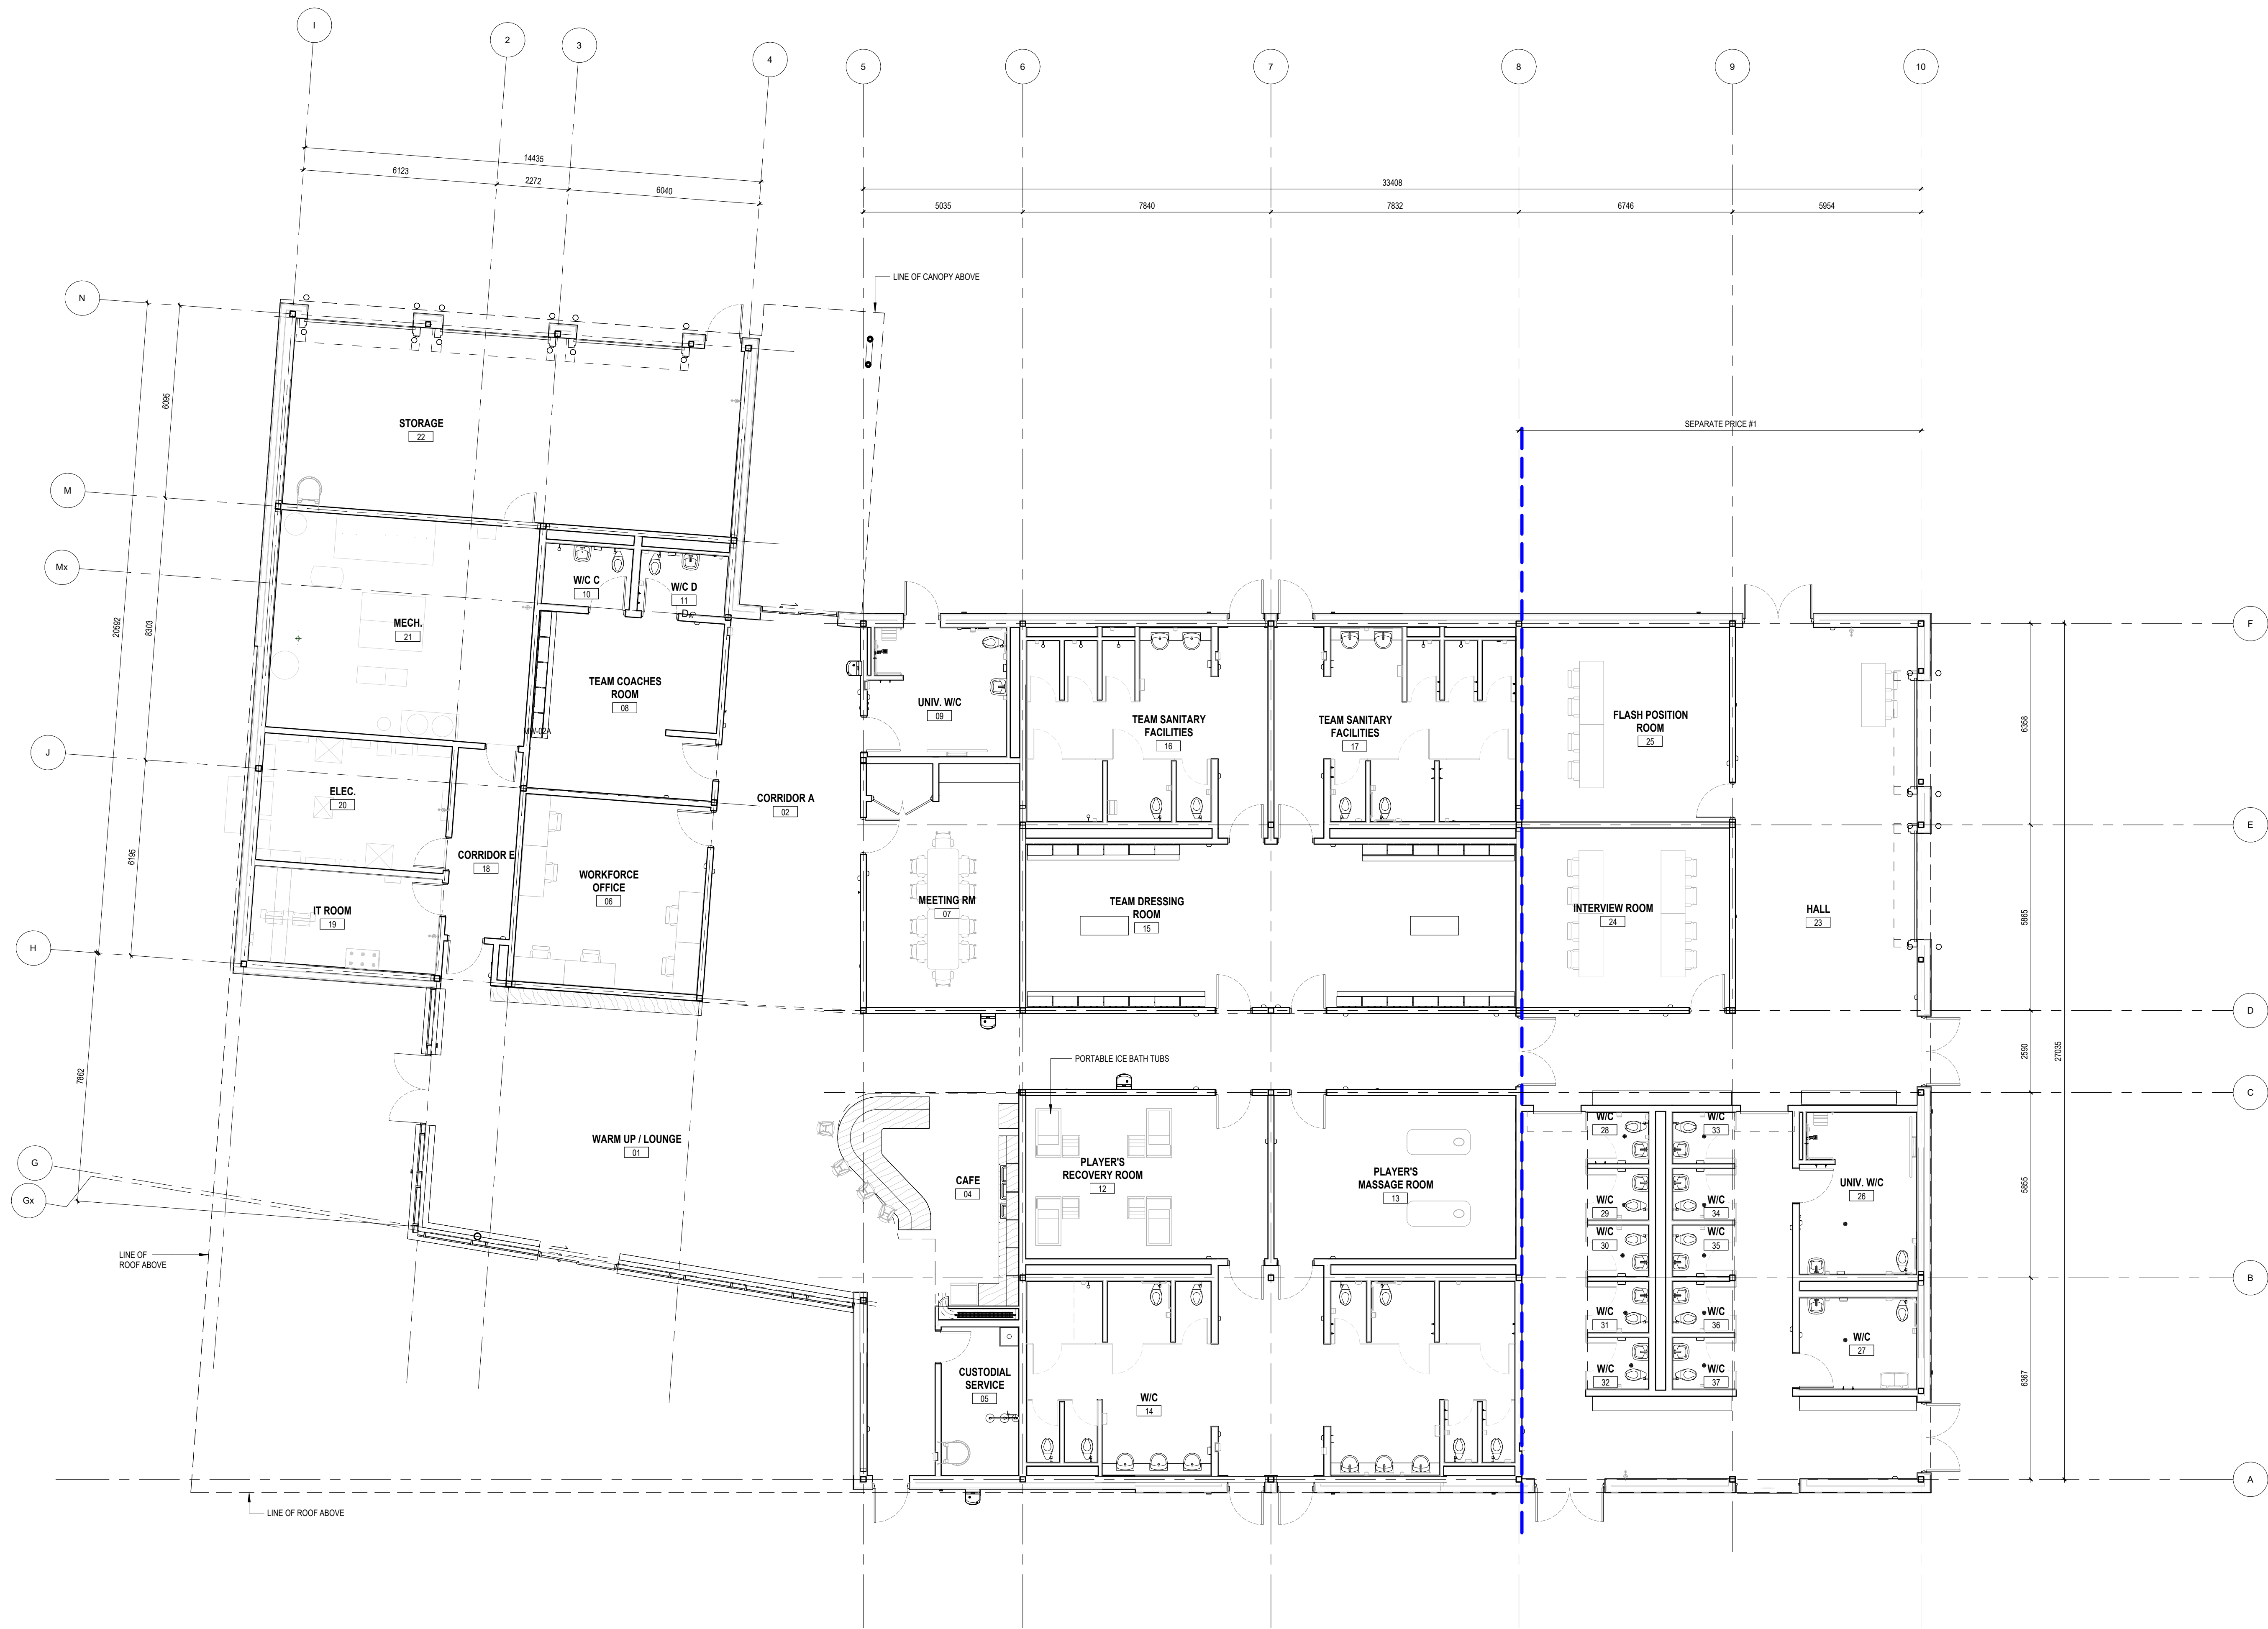 I
2
3
4
5
6
7
8
9
10
14435
6123
2272
6040
33408
5035
7840
7832
6746
5954
LINE OF CANOPY ABOVE
N
6095
SEPARATE PRICE #1
STORAGE
22
M
Mx
20592
8303
W/C C
10
W/C D
11
MECH.
21
F
TEAM COACHES
ROOM
08
MW-02A
UNIV. W/C
09
TEAM SANITARY
FACILITIES
16
TEAM SANITARY
FACILITIES
17
FLASH POSITION
ROOM
25
6358
J
ELEC.
20
CORRIDOR A
02
E
6195
CORRIDOR E
18
WORKFORCE
OFFICE
06
MEETING RM
07
TEAM DRESSING
ROOM
15
INTERVIEW ROOM
24
HALL
23
5865
IT ROOM
19
H
D
7862
PORTABLE ICE BATH TUBS
2590
27035
C
WARM UP / LOUNGE
01
W/C
28
W/C
33
G
Gx
CAFE
04
PLAYER'S
RECOVERY ROOM
12
PLAYER'S
MASSAGE ROOM
13
W/C
29
W/C
34
UNIV. W/C
26
5855
W/C
30
W/C
35
LINE OF
ROOF ABOVE
B
W/C
31
W/C
36
W/C
27
CUSTODIAL
SERVICE
05
W/C
14
W/C
32
W/C
37
6367
A
LINE OF ROOF ABOVE